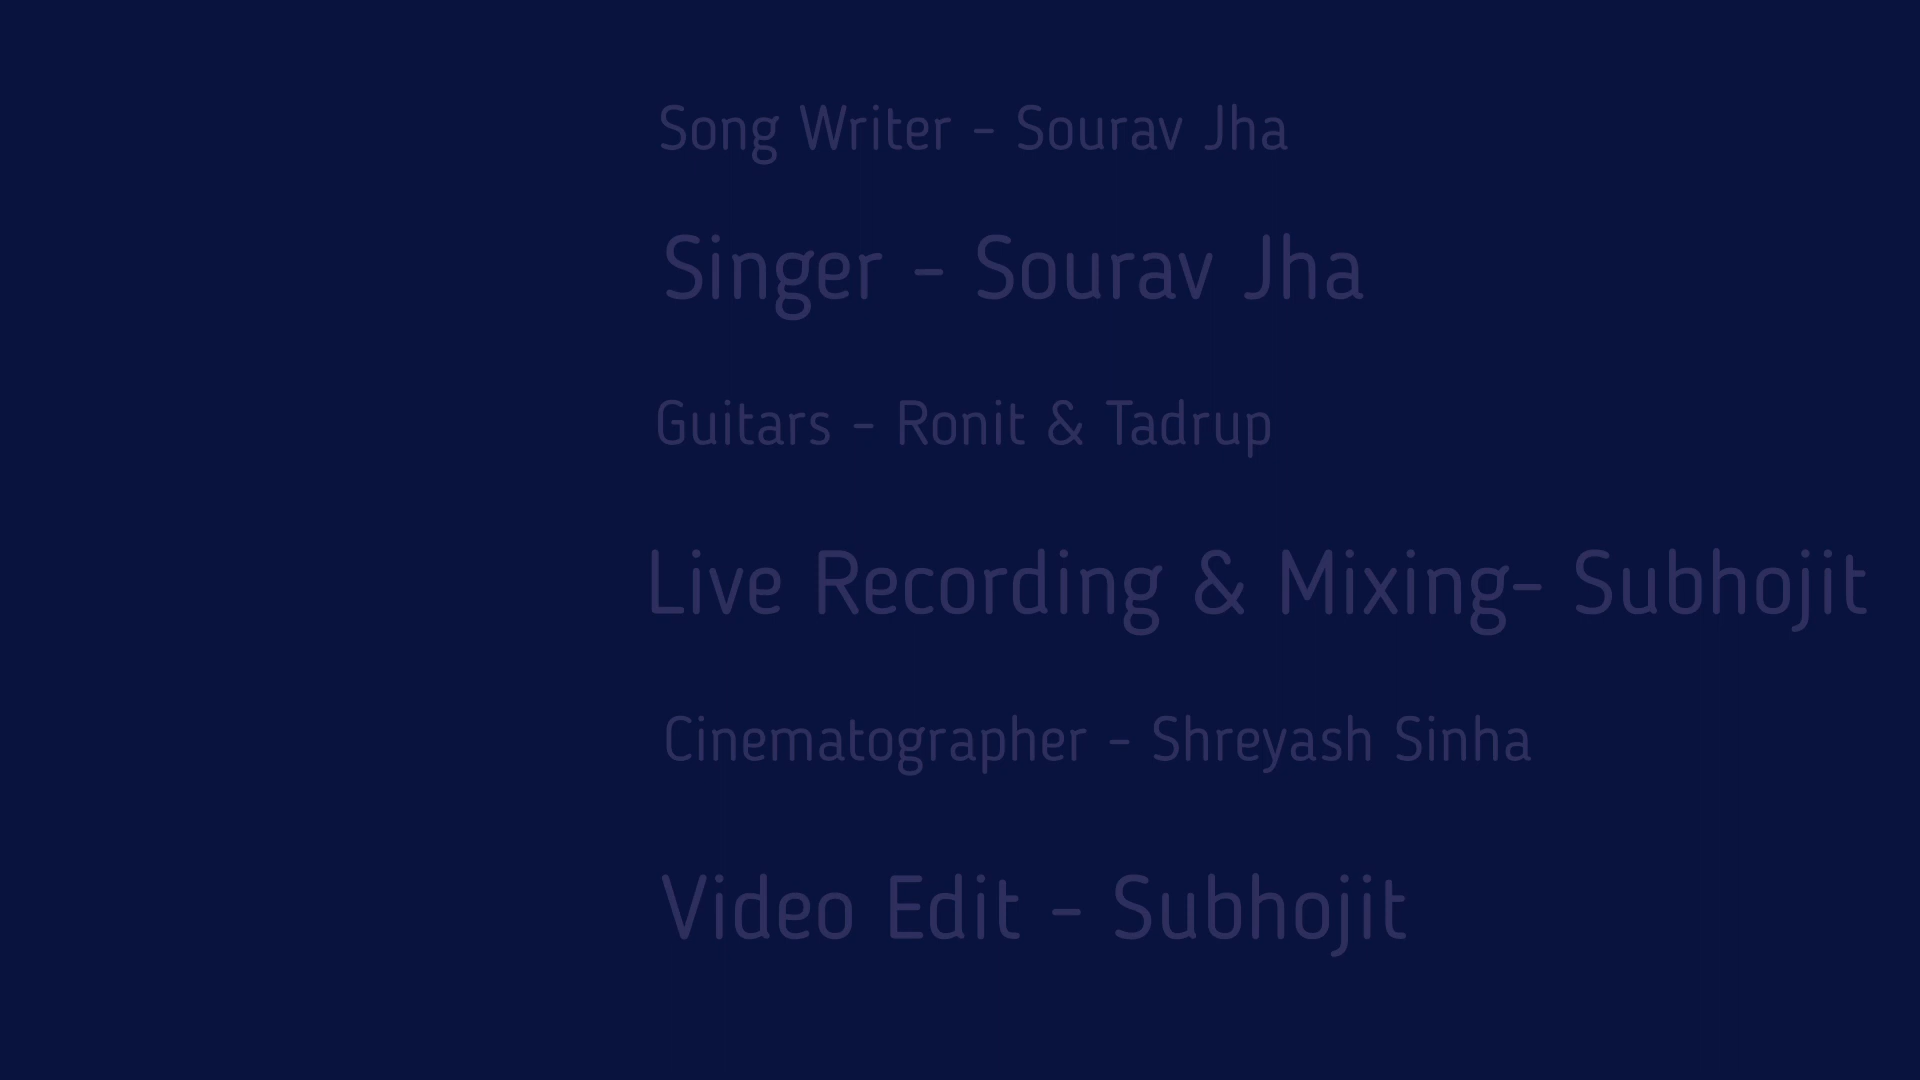 Song Writer - Sourav Jha
Singer - Sourav Jha
Guitars - Ronit & Tadrup
Live Recording & Mixing- Subhojit
Cinematographer - Shreyash Sinha
Video Edit - Subhojit